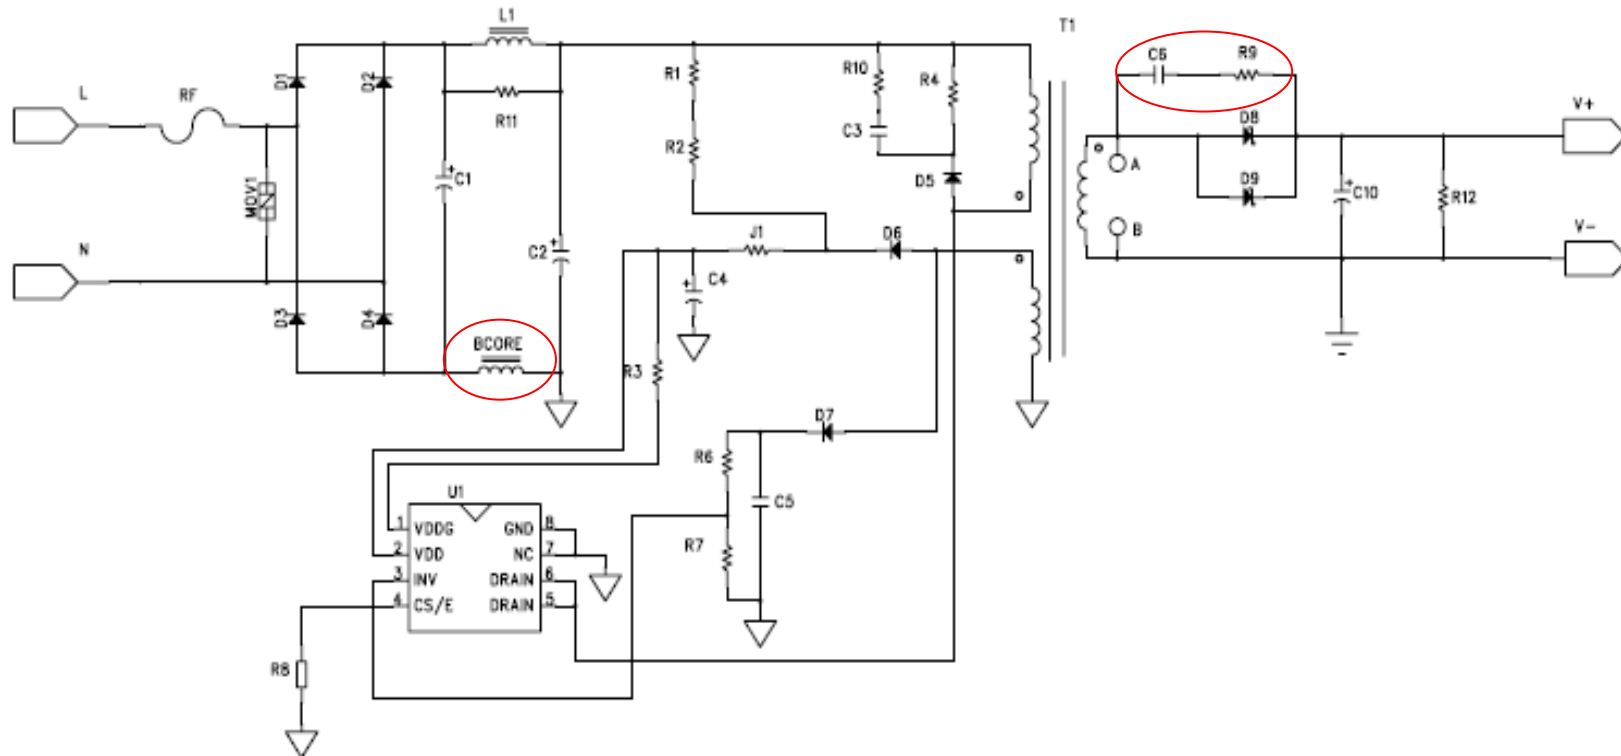 L1
T1
C6
R9
D1
D2
R1
R10
R4
L
RF
R11
D8
V+
C3
R2
A
C1
D5
D9
MOV1
C10
R12
B
V-
N
J1
D6
C2
C4
D3
D4
BCORE
R3
D7
R6
U1
C5
1 VDDG GND 8
2 VDD NC 7
3 INV DRAIN 6
4 CS/E DRAIN 5
R7
R8